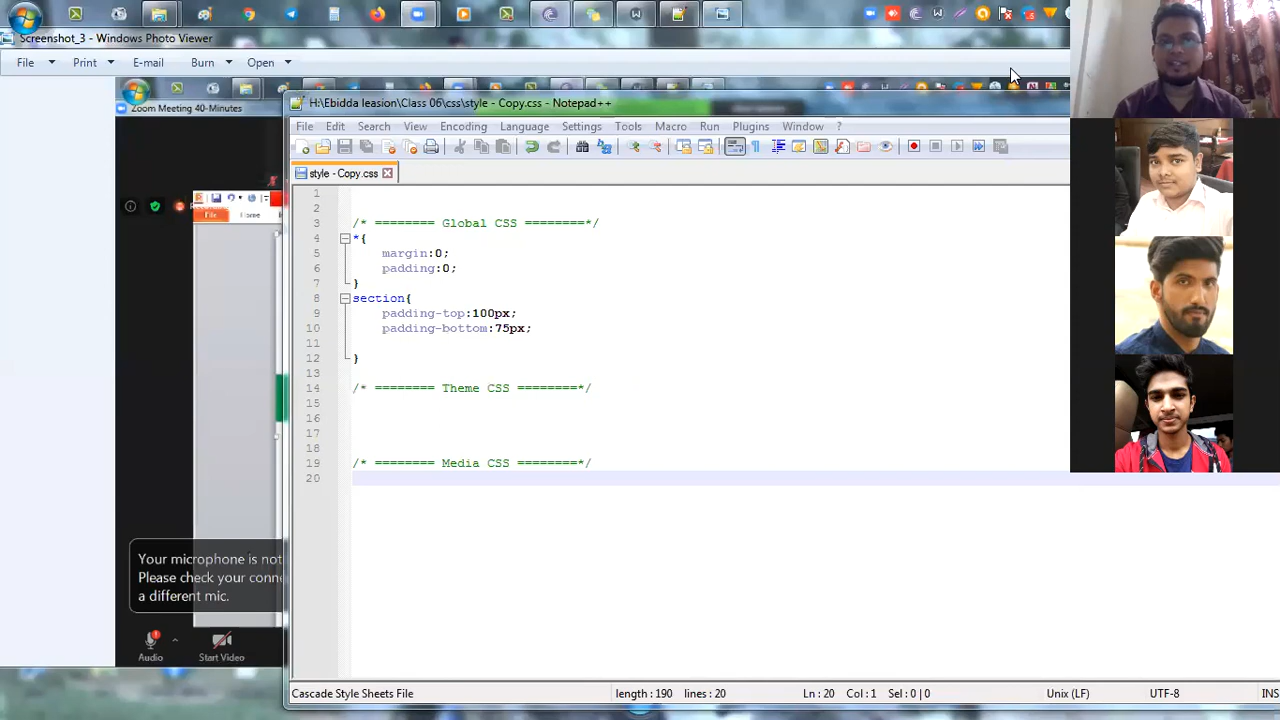 Screenshot_3 - Windows Photo Viewer
File Print E-mail Burn Open
Zoom Meeting 40-Minutes
File Home
Your microphone is not
Please check your conne
a different mic.
Audio Start Video
H:\Ebidda leasion\Class 06\css\style - Copy.css - Notepad++
File Edit Search View Encoding Language Settings Tools Macro Run Plugins Window ?
style - Copy.css
1
2
3 /* ======== Global CSS ========*/
4 *{
5 margin:0;
6 padding:0;
7 }
8 section{
9 padding-top:100px;
10 padding-bottom:75px;
11
12 }
13
14 /* ======== Theme CSS ========*/
15
16
17
18
19 /* ======== Media CSS ========*/
20
Cascade Style Sheets File length : 190 lines : 20 Ln : 20 Col : 1 Sel : 0 | 0 Unix (LF) UTF-8 INS